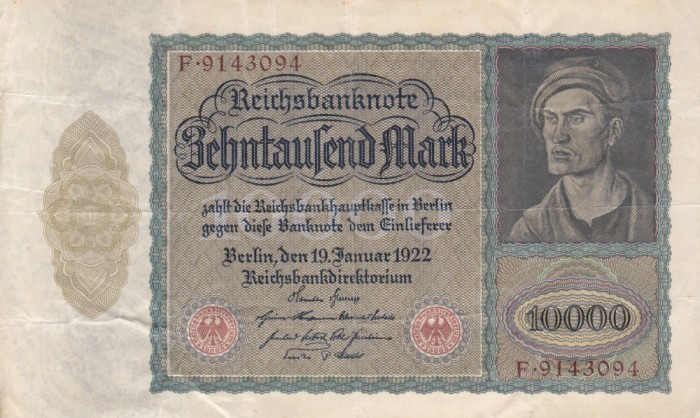 F·9143094
Reichsbanknote
Zehntausend Mark
zahlt die Reichsbankhauptkasse in Berlin
gegen diese Banknote dem Einlieferer
Berlin, den 19. Januar 1922
Reichsbankdirektorium
10000
F·9143094